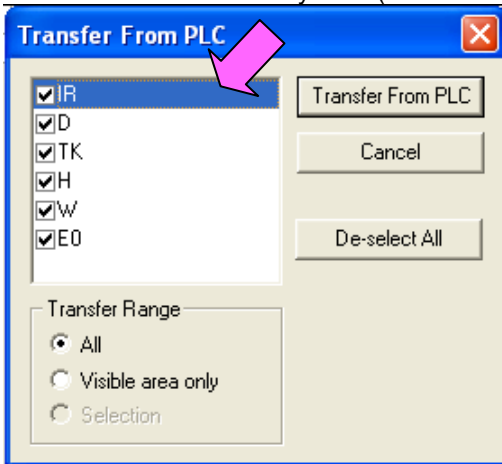 Transfer From PLC
IR
D
TK
H
W
E0
Transfer From PLC
Cancel
De-select All
Transfer Range
All
Visible area only
Selection